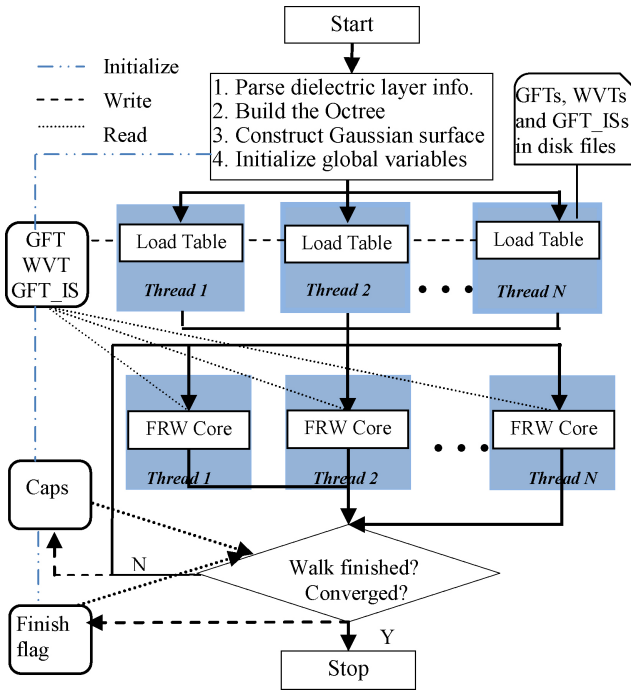 Start
Initialize
Write
Read
1. Parse dielectric layer info.
2. Build the Octree
3. Construct Gaussian surface
4. Initialize global variables
GFTs, WVTs
and GFT_ISs
in disk files
GFT
WVT
GFT_IS
Load Table
Load Table
Load Table
Thread 1
Thread 2
Thread N
FRW Core
FRW Core
FRW Core
Thread 1
Thread 2
Thread N
Caps
N
Walk finished?
Converged?
Finish
flag
Y
Stop